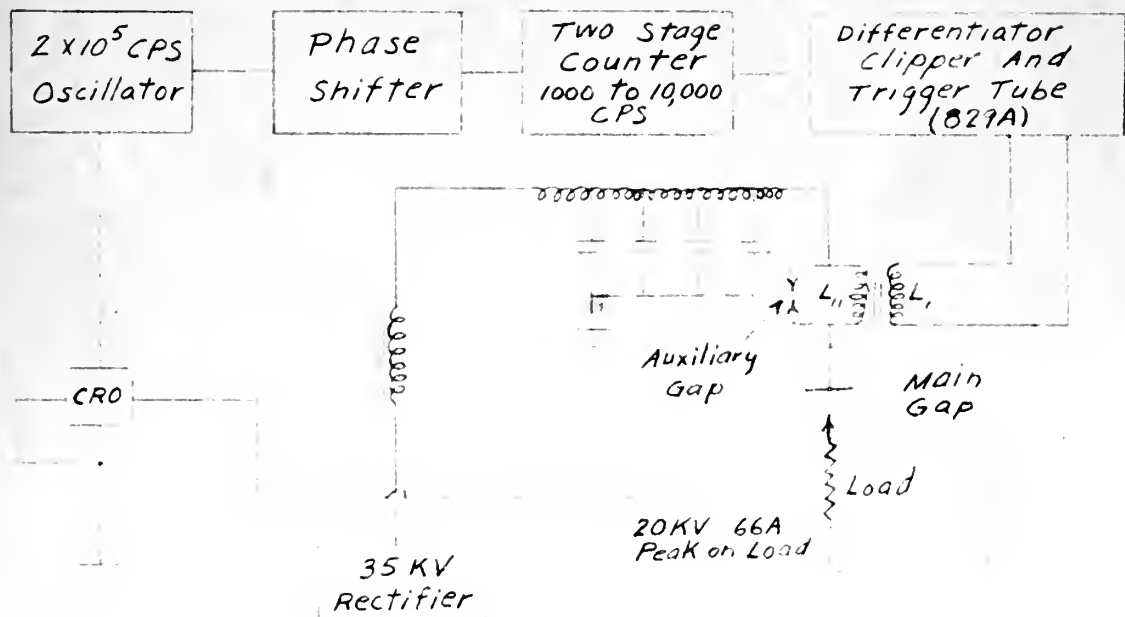 2 x 10⁵ CPS
Oscillator
Phase
Shifter
Two Stage
Counter
1000 to 10,000
CPS
Differentiator
Clipper And
Trigger Tube
(829A)
L₁₁
L₁
Auxiliary
Gap
Main
Gap
CRO
Load
20KV 66A
Peak on Load
35 KV
Rectifier